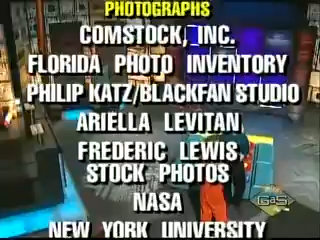 PHOTOGRAPHS
COMSTOCK, INC.
FLORIDA PHOTO INVENTORY
PHILIP KATZ/BLACKFAN STUDIO
ARIELLA LEVITAN
FREDERIC LEWIS,
STOCK PHOTOS
NASA
GaS
NEW YORK UNIVERSITY